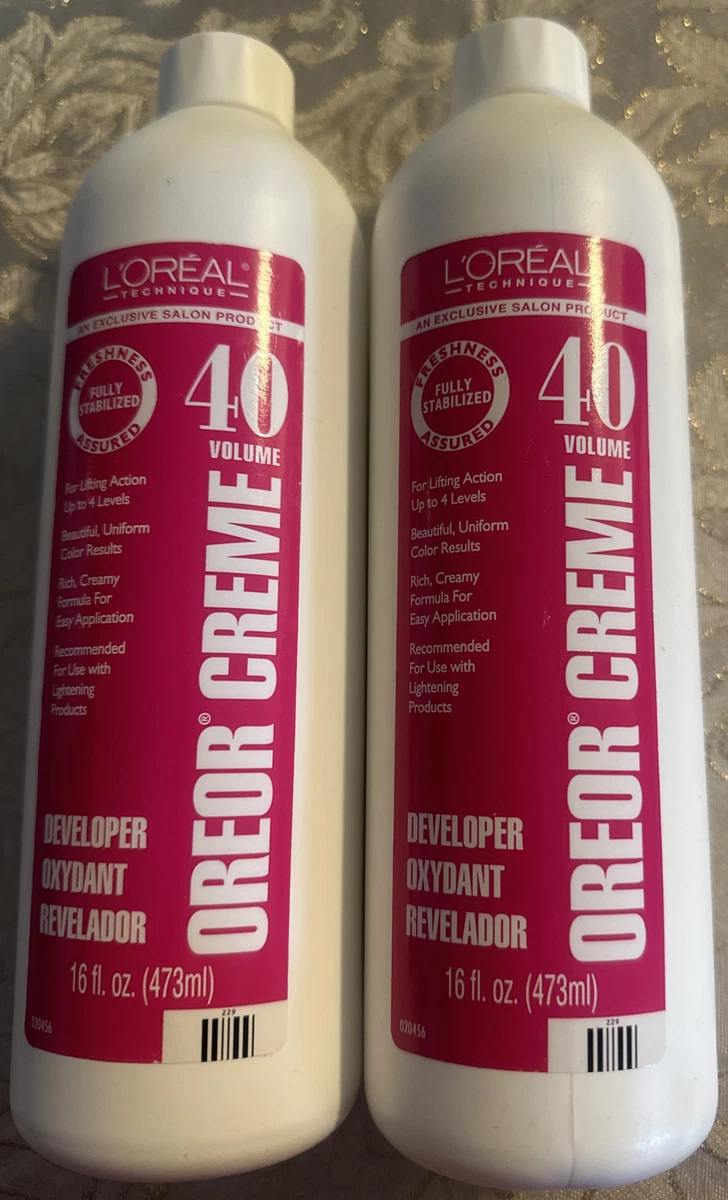 L'ORÉAL®
TECHNIQUE
AN EXCLUSIVE SALON PRODUCT
FRESHNESS
FULLY
STABILIZED
ASSURED
40
VOLUME
For Lifting Action
Up to 4 Levels
Beautiful, Uniform
Color Results
Rich, Creamy
Formula For
Easy Application
Recommended
For Use with
Lightening
Products
OREOR® CREME
DEVELOPER
OXYDANT
REVELADOR
16 fl. oz. (473ml)
020456
229
L'ORÉAL®
TECHNIQUE
AN EXCLUSIVE SALON PRODUCT
FRESHNESS
FULLY
STABILIZED
ASSURED
40
VOLUME
For Lifting Action
Up to 4 Levels
Beautiful, Uniform
Color Results
Rich, Creamy
Formula For
Easy Application
Recommended
For Use with
Lightening
Products
OREOR® CREME
DEVELOPER
OXYDANT
REVELADOR
16 fl. oz. (473ml)
020456
229